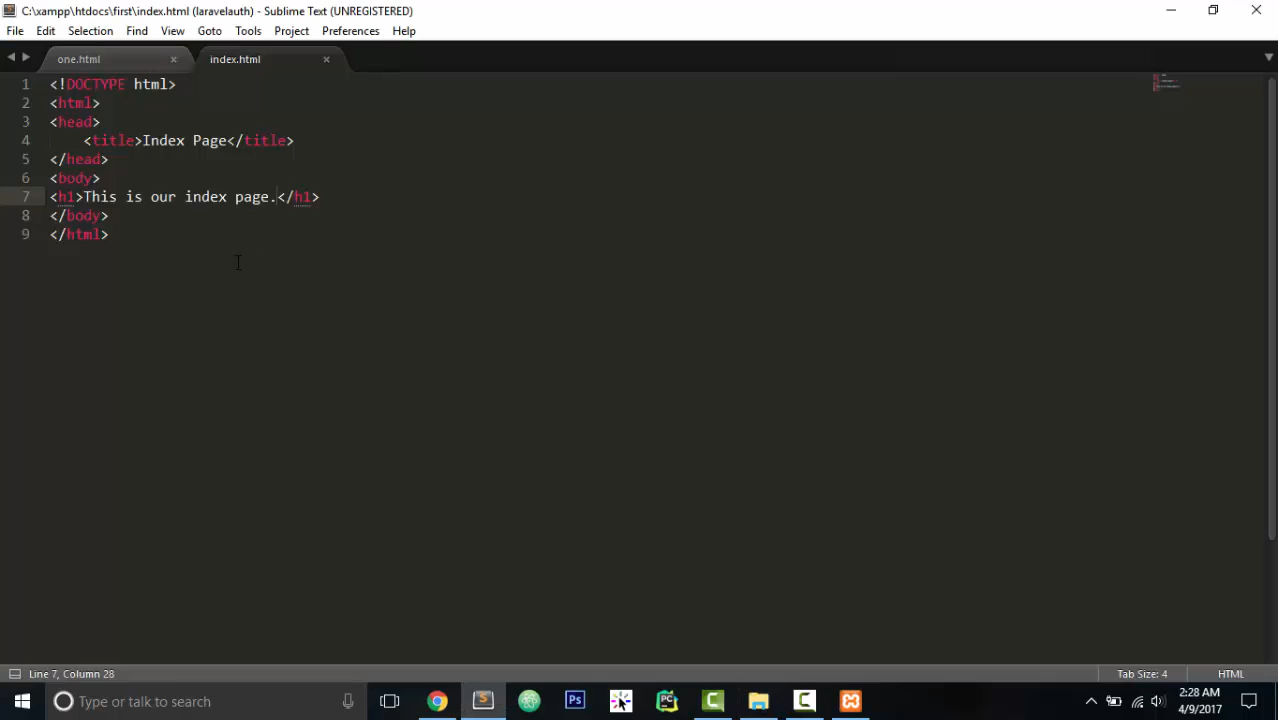 C:\xampp\htdocs\first\index.html (laravelauth) - Sublime Text (UNREGISTERED)
File Edit Selection Find View Goto Tools Project Preferences Help
one.html index.html
1 <!DOCTYPE html>
2 <html>
3 <head>
4 <title>Index Page</title>
5 </head>
6 <body>
7 <h1>This is our index page.</h1>
8 </body>
9 </html>
Line 7, Column 28 Tab Size: 4 HTML
Type or talk to search S Ps PC C C 2:28 AM
4/9/2017